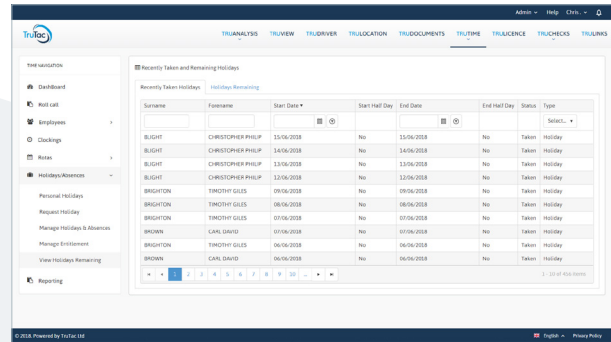 Admin Help Chris..
TruTac
TRUANALYSIS TRUVIEW TRUDRIVER TRULOCATION TRUDOCUMENTS TRUTIME TRULICENCE TRUCHECKS TRULINKS
TIME NAVIGATION
Dashboard
Roll call
Employees
Clockings
Rotas
Holidays/Absences
Personal Holidays
Request Holiday
Manage Holidays & Absences
Manage Entitlement
View Holidays Remaining
Reporting
Recently Taken and Remaining Holidays
Recently Taken Holidays Holidays Remaining
Surname Forename Start Date Start Half Day End Date End Half Day Status Type
Select..
BLIGHT CHRISTOPHER PHILIP 15/06/2018 No 15/06/2018 No Taken Holiday
BLIGHT CHRISTOPHER PHILIP 14/06/2018 No 14/06/2018 No Taken Holiday
BLIGHT CHRISTOPHER PHILIP 13/06/2018 No 13/06/2018 No Taken Holiday
BLIGHT CHRISTOPHER PHILIP 12/06/2018 No 12/06/2018 No Taken Holiday
BRIGHTON TIMOTHY GILES 09/06/2018 No 09/06/2018 No Taken Holiday
BRIGHTON TIMOTHY GILES 08/06/2018 No 08/06/2018 No Taken Holiday
BRIGHTON TIMOTHY GILES 07/06/2018 No 07/06/2018 No Taken Holiday
BROWN CARL DAVID 07/06/2018 No 07/06/2018 No Taken Holiday
BRIGHTON TIMOTHY GILES 06/06/2018 No 06/06/2018 No Taken Holiday
BROWN CARL DAVID 06/06/2018 No 06/06/2018 No Taken Holiday
1 2 3 4 5 6 7 8 9 10 ... 1 - 10 of 416 items
© 2018. Powered by TruTac Ltd English Privacy Policy